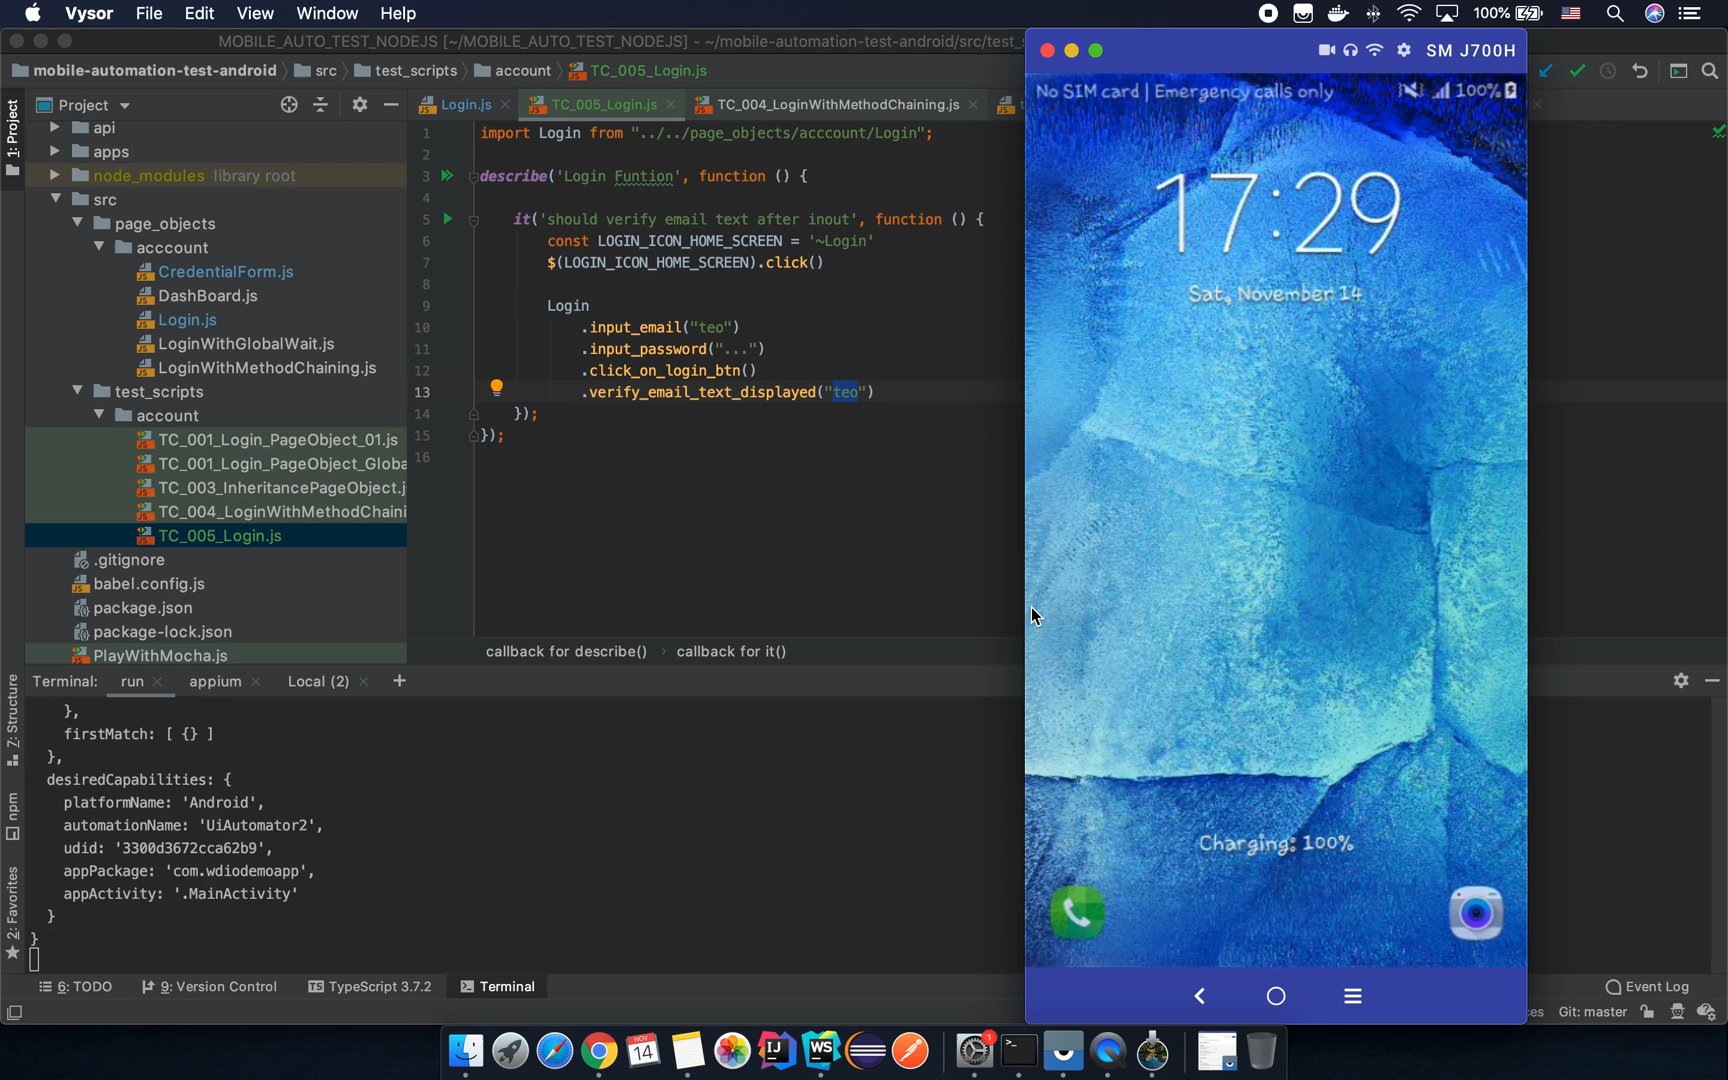 Vysor File Edit View Window Help
100%
MOBILE_AUTO_TEST_NODEJS [~/MOBILE_AUTO_TEST_NODEJS] - ~/mobile-automation-test-android/src/test_s
mobile-automation-test-android src test_scripts account TC_005_Login.js
1: Project
Project
Login.js TC_005_Login.js TC_004_LoginWithMethodChaining.js
api
apps
node_modules library root
src
page_objects
acccount
CredentialForm.js
DashBoard.js
Login.js
LoginWithGlobalWait.js
LoginWithMethodChaining.js
test_scripts
account
TC_001_Login_PageObject_01.js
TC_001_Login_PageObject_Globa
TC_003_InheritancePageObject.j
TC_004_LoginWithMethodChaini
TC_005_Login.js
.gitignore
babel.config.js
package.json
package-lock.json
PlayWithMocha.js
1 import Login from "../../page_objects/acccount/Login";
2
3 describe('Login Funtion', function () {
4
5 it('should verify email text after inout', function () {
6 const LOGIN_ICON_HOME_SCREEN = '~Login'
7 $(LOGIN_ICON_HOME_SCREEN).click()
8
9 Login
10 .input_email("teo")
11 .input_password("...")
12 .click_on_login_btn()
13 .verify_email_text_displayed("teo")
14 });
15 });
16
callback for describe() callback for it()
Terminal: run appium Local (2) +
},
firstMatch: [ {} ]
},
desiredCapabilities: {
platformName: 'Android',
automationName: 'UiAutomator2',
udid: '3300d3672cca62b9',
appPackage: 'com.wdiodemoapp',
appActivity: '.MainActivity'
}
}
Z: Structure
npm
2: Favorites
6: TODO 9: Version Control TypeScript 3.7.2 Terminal
Event Log
ces Git: master
SM J700H
No SIM card | Emergency calls only 100%
17:29
Sat, November 14
Charging: 100%
NOV
14
IJ
WS
1